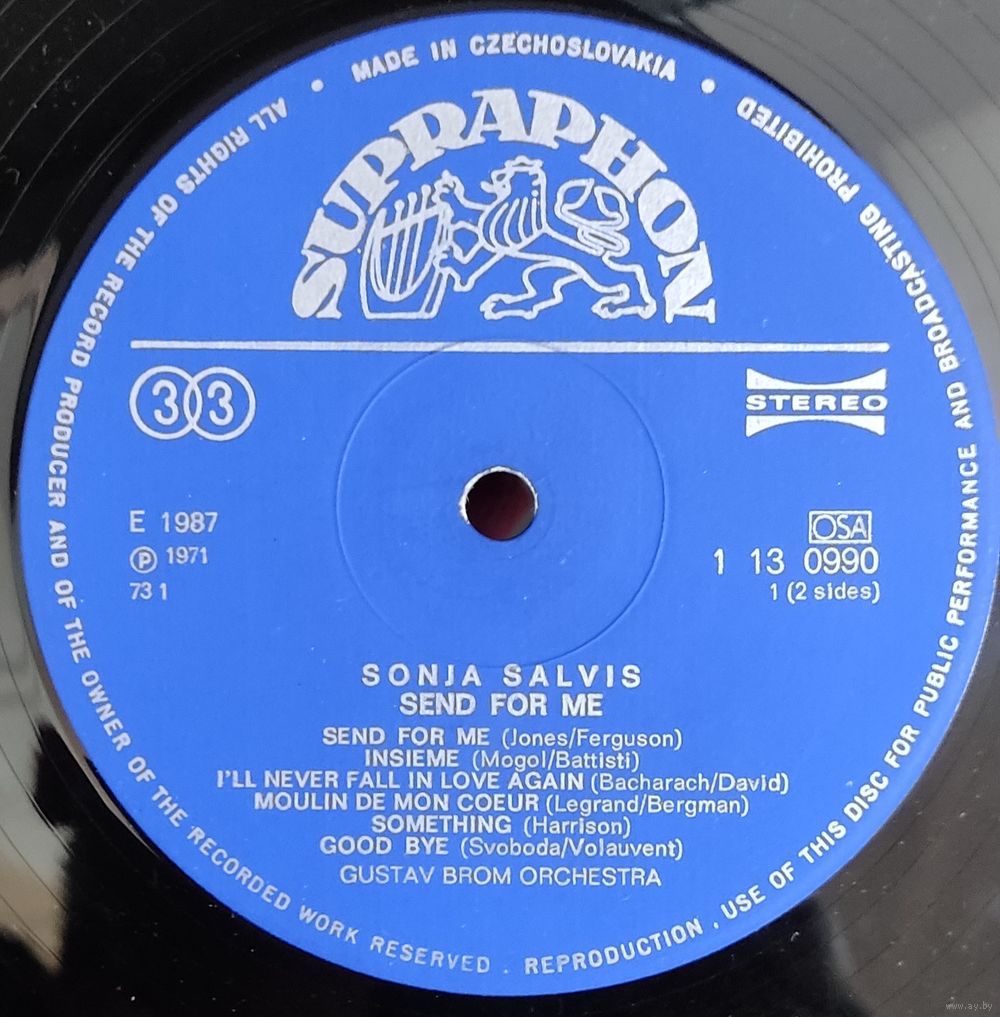 MADE IN CZECHOSLOVAKIA
ALL RIGHTS OF THE RECORD PRODUCER AND OF THE OWNER OF THE RECORDED WORK RESERVED . REPRODUCTION . USE OF THIS DISC FOR PUBLIC PERFORMANCE AND BROADCASTING PROHIBITED
SUPRAPHON
33
STEREO
E 1987
Ⓟ 1971
73 1
OSA
1 13 0990
1 (2 sides)
SONJA SALVIS
SEND FOR ME
SEND FOR ME (Jones/Ferguson)
INSIEME (Mogol/Battisti)
I'LL NEVER FALL IN LOVE AGAIN (Bacharach/David)
MOULIN DE MON COEUR (Legrand/Bergman)
SOMETHING (Harrison)
GOOD BYE (Svoboda/Volauvent)
GUSTAV BROM ORCHESTRA
www.ay.by